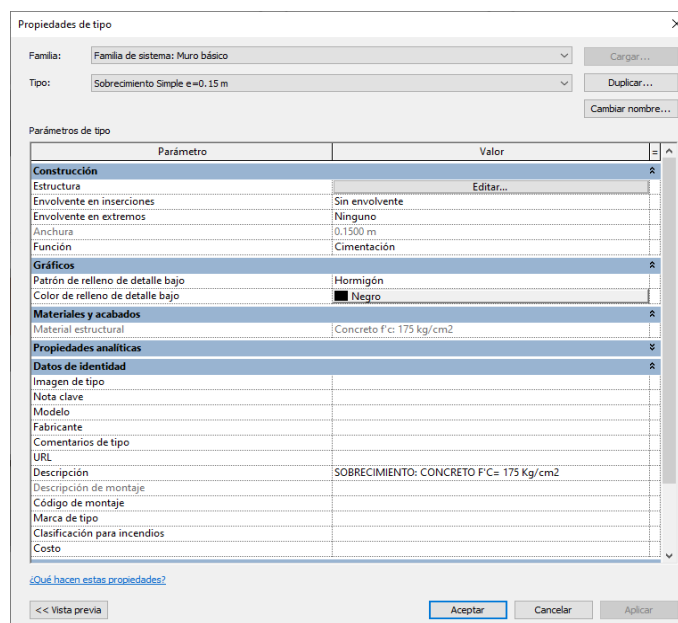 Propiedades de tipo
Familia: Familia de sistema: Muro básico Cargar...
Tipo: Sobrecimiento Simple e=0.15 m Duplicar...
Cambiar nombre...
Parámetros de tipo
Parámetro Valor =
Construcción
Estructura Editar...
Envolvente en inserciones Sin envolvente
Envolvente en extremos Ninguno
Anchura 0.1500 m
Función Cimentación
Gráficos
Patrón de relleno de detalle bajo Hormigón
Color de relleno de detalle bajo Negro
Materiales y acabados
Material estructural Concreto f'c: 175 kg/cm2
Propiedades analíticas
Datos de identidad
Imagen de tipo
Nota clave
Modelo
Fabricante
Comentarios de tipo
URL
Descripción SOBRECIMIENTO: CONCRETO F'C= 175 Kg/cm2
Descripción de montaje
Código de montaje
Marca de tipo
Clasificación para incendios
Costo
¿Qué hacen estas propiedades?
<< Vista previa Aceptar Cancelar Aplicar